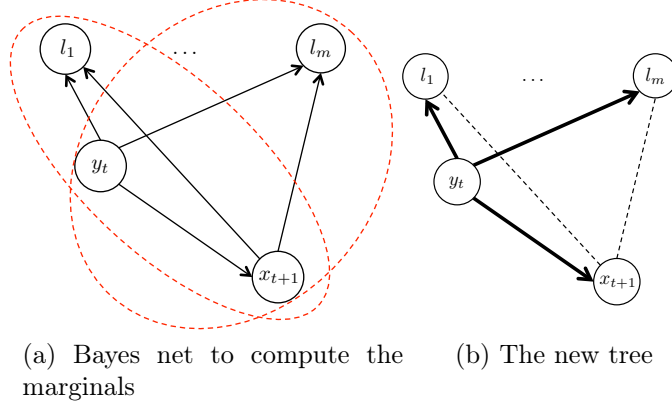 l₁ … lₘ
yₜ
xₜ₊₁
(a) Bayes net to compute the
marginals
l₁ … lₘ
yₜ
xₜ₊₁
(b) The new tree